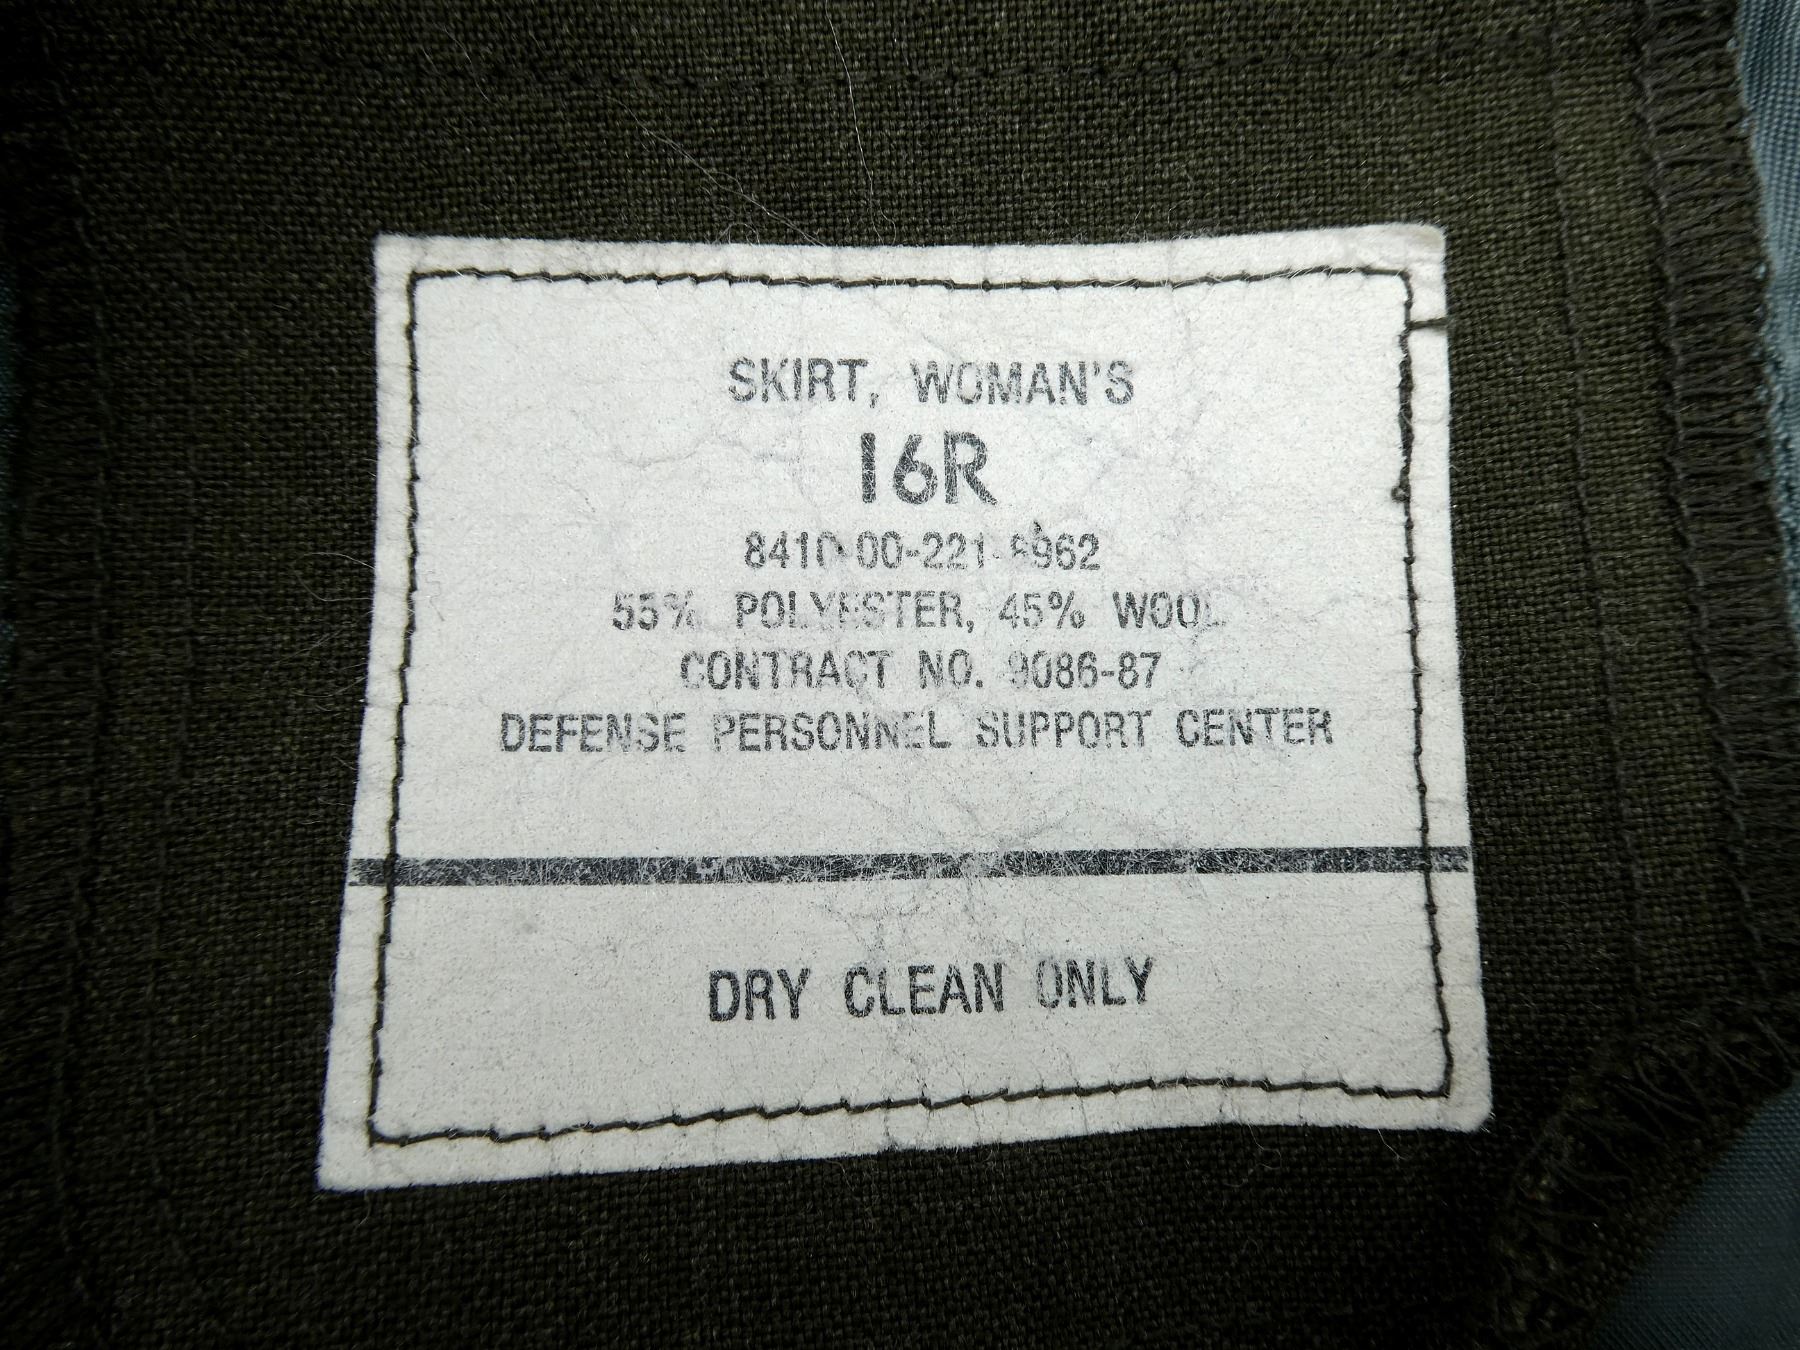 SKIRT, WOMAN'S
16R
8410-00-221-5962
55% POLYESTER, 45% WOOL
CONTRACT NO. 9086-87
DEFENSE PERSONNEL SUPPORT CENTER
DRY CLEAN ONLY